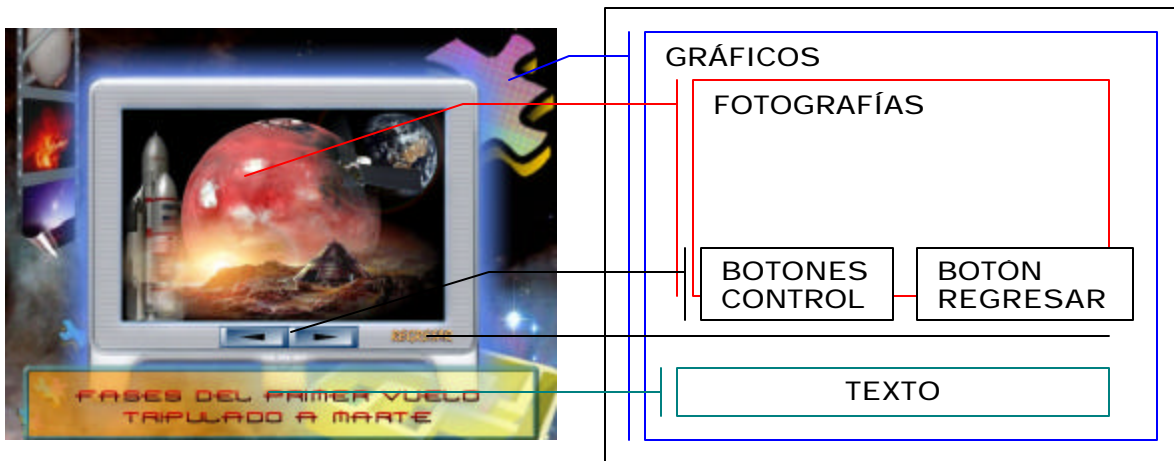 GRÁFICOS
FOTOGRAFÍAS
BOTONES
CONTROL
BOTÓN
REGRESAR
TEXTO
FASES DEL PRIMER VUELO
TRIPULADO A MARTE